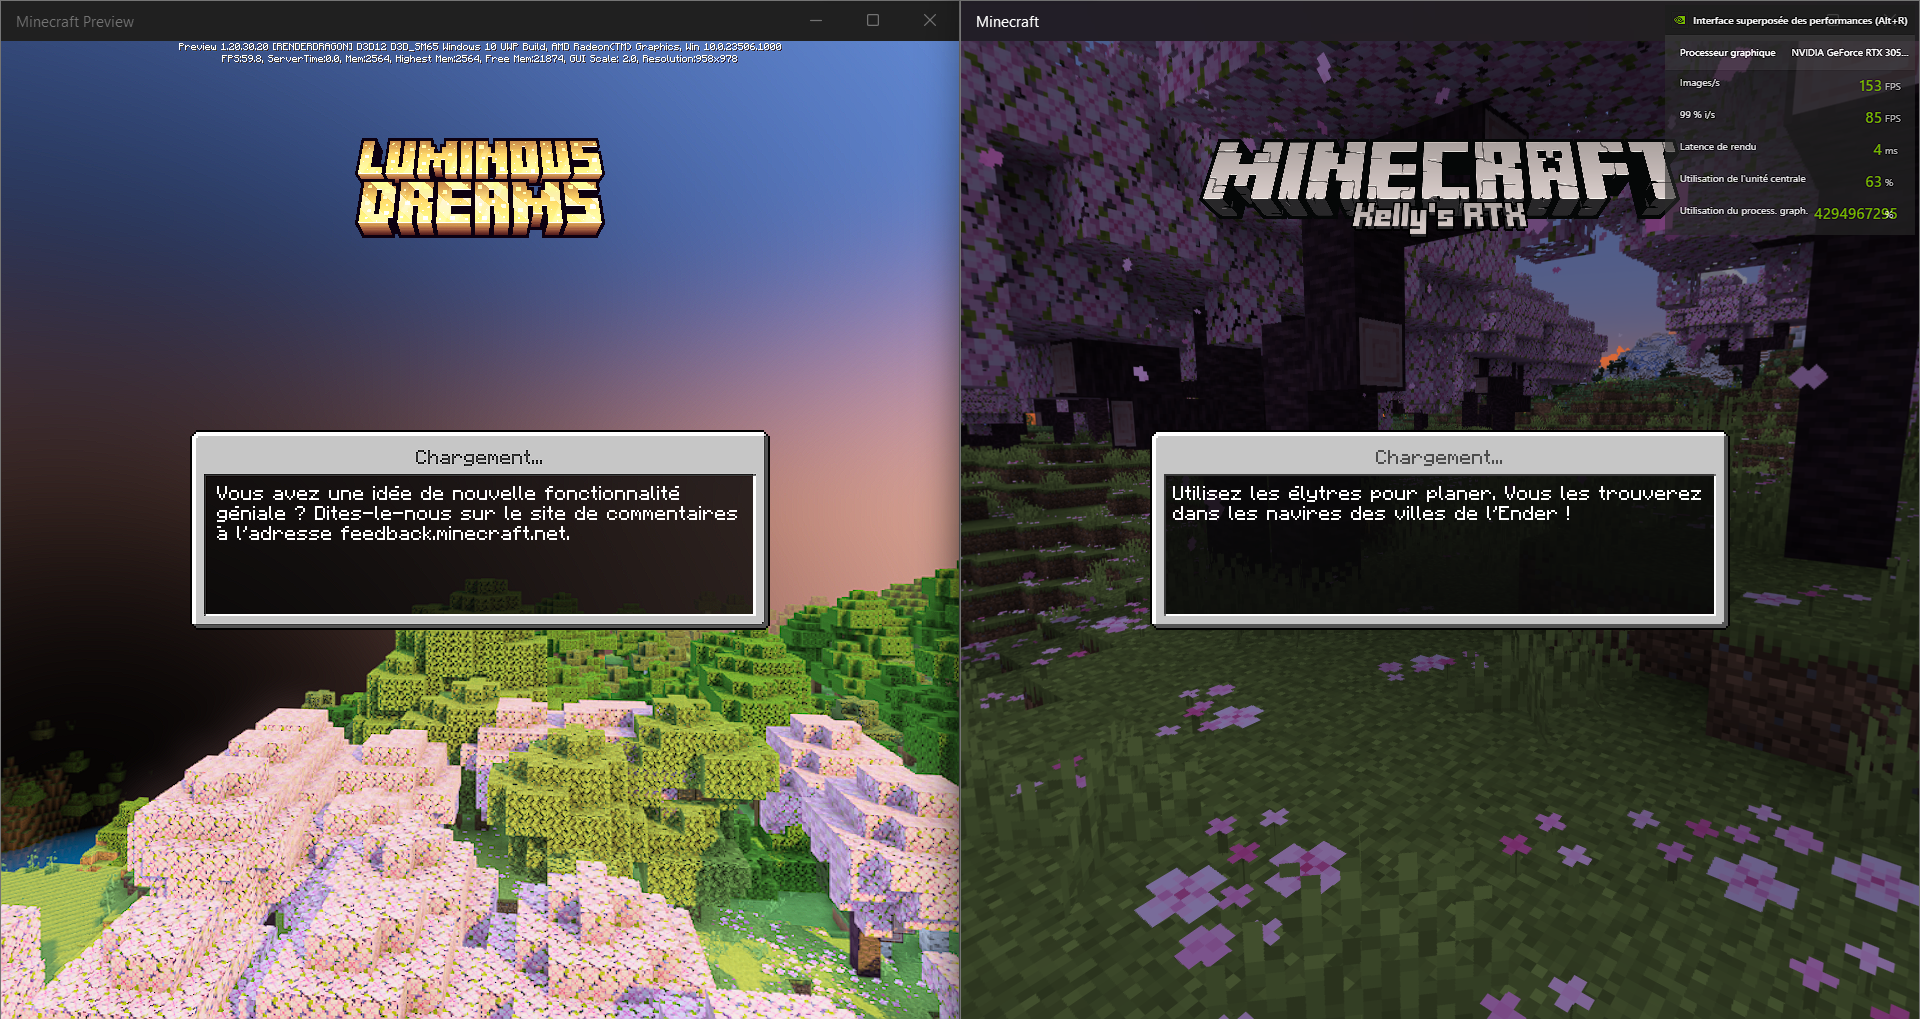 Minecraft Preview
Preview 1.20.30.20 [RENDERDRAGON] D3D12 D3D_SM65 Windows 10 UWP Build, AMD Radeon(TM) Graphics, Win 10.0.23506.1000
FPS:59.8, ServerTime:0.0, Mem:2564, Highest Mem:2564, Free Mem:21874, GUI Scale: 2.0, Resolution:958x978
LUMINOUS
DREAMS
Chargement...
Vous avez une idée de nouvelle fonctionnalité
géniale ? Dites-le-nous sur le site de commentaires
à l'adresse feedback.minecraft.net.
Minecraft
Interface superposée des performances (Alt+R)
Processeur graphique NVIDIA GeForce RTX 305...
Images/s 153 FPS
99 % i/s 85 FPS
Latence de rendu 4 ms
Utilisation de l'unité centrale 63 %
Utilisation du process. graph. 4294967295 %
MINECRAFT
Kelly's RTX
Chargement...
Utilisez les élytres pour planer. Vous les trouverez
dans les navires des villes de l'Ender !